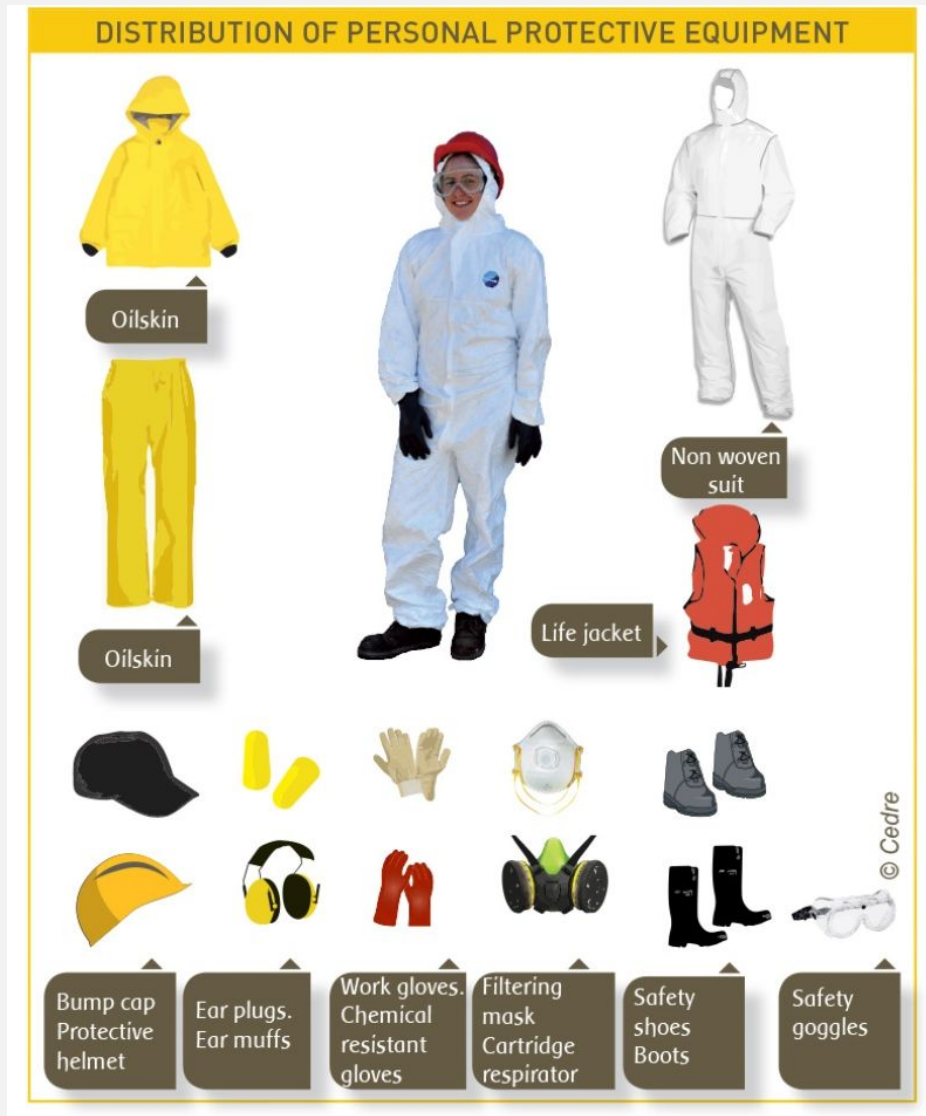 DISTRIBUTION OF PERSONAL PROTECTIVE EQUIPMENT
Oilskin
Non woven
suit
Oilskin
Life jacket
© Cedre
Bump cap
Protective
helmet
Ear plugs.
Ear muffs
Work gloves.
Chemical
resistant
gloves
Filtering
mask
Cartridge
respirator
Safety
shoes
Boots
Safety
goggles